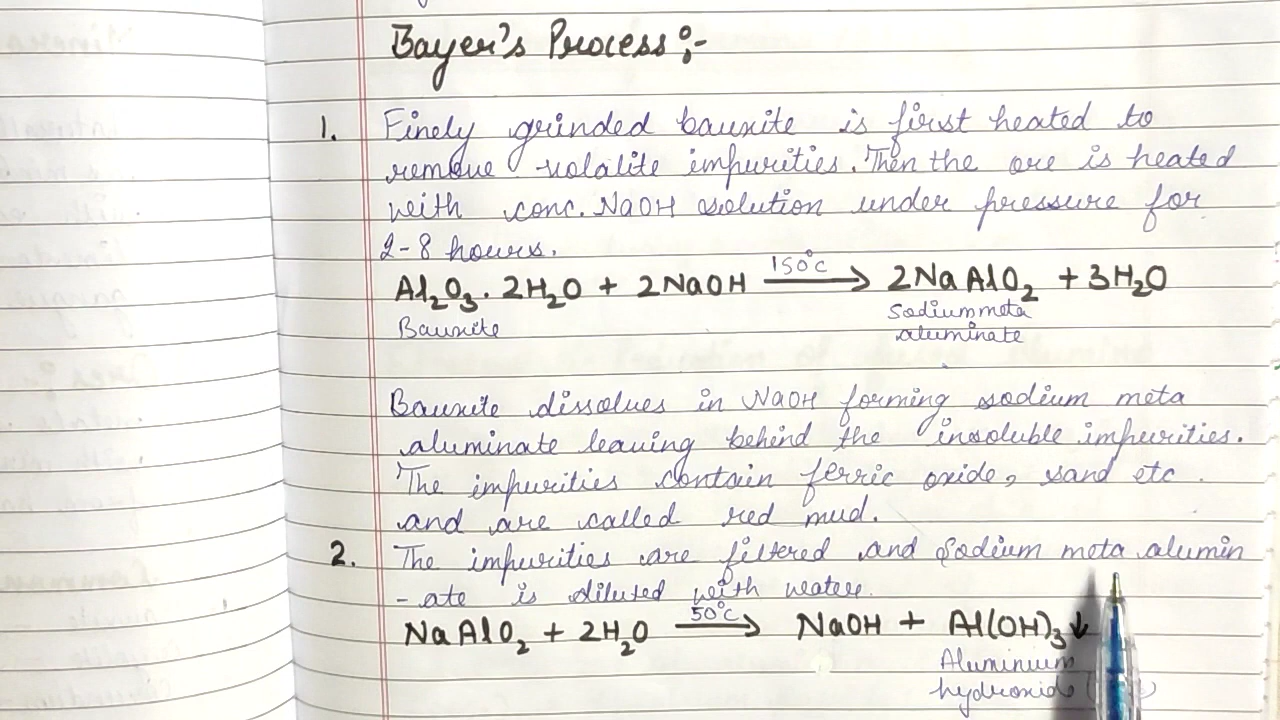 Bayer's Process:-
1. Finely grinded bauxite is first heated to
remove volalite impurities. Then the ore is heated
with conc. NaOH solution under pressure for
2-8 hours.
Al₂O₃. 2H₂O + 2NaOH 150°C → 2NaAlO₂ + 3H₂O
Bauxite Sodium meta
aluminate
Bauxite dissolves in NaOH forming sodium meta
aluminate leaving behind the insoluble impurities.
The impurities contain ferric oxide, sand etc.
and are called red mud.
2. The impurities are filtered and sodium meta alumin
-ate is diluted with water.
NaAlO₂ + 2H₂O 50°C → NaOH + Al(OH)₃↓
Aluminium
hydroxide